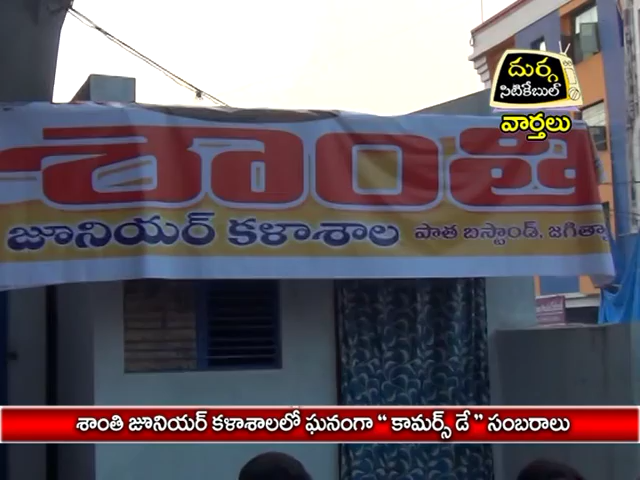 దుర్గ
సిటికేబుల్
వార్తలు
శాంతి
జూనియర్ కళాశాల పాత బస్టాండ్, జగిత్యా
శాంతి జూనియర్ కళాశాలలో ఘనంగా “ కామర్స్ డే ” సంబరాలు